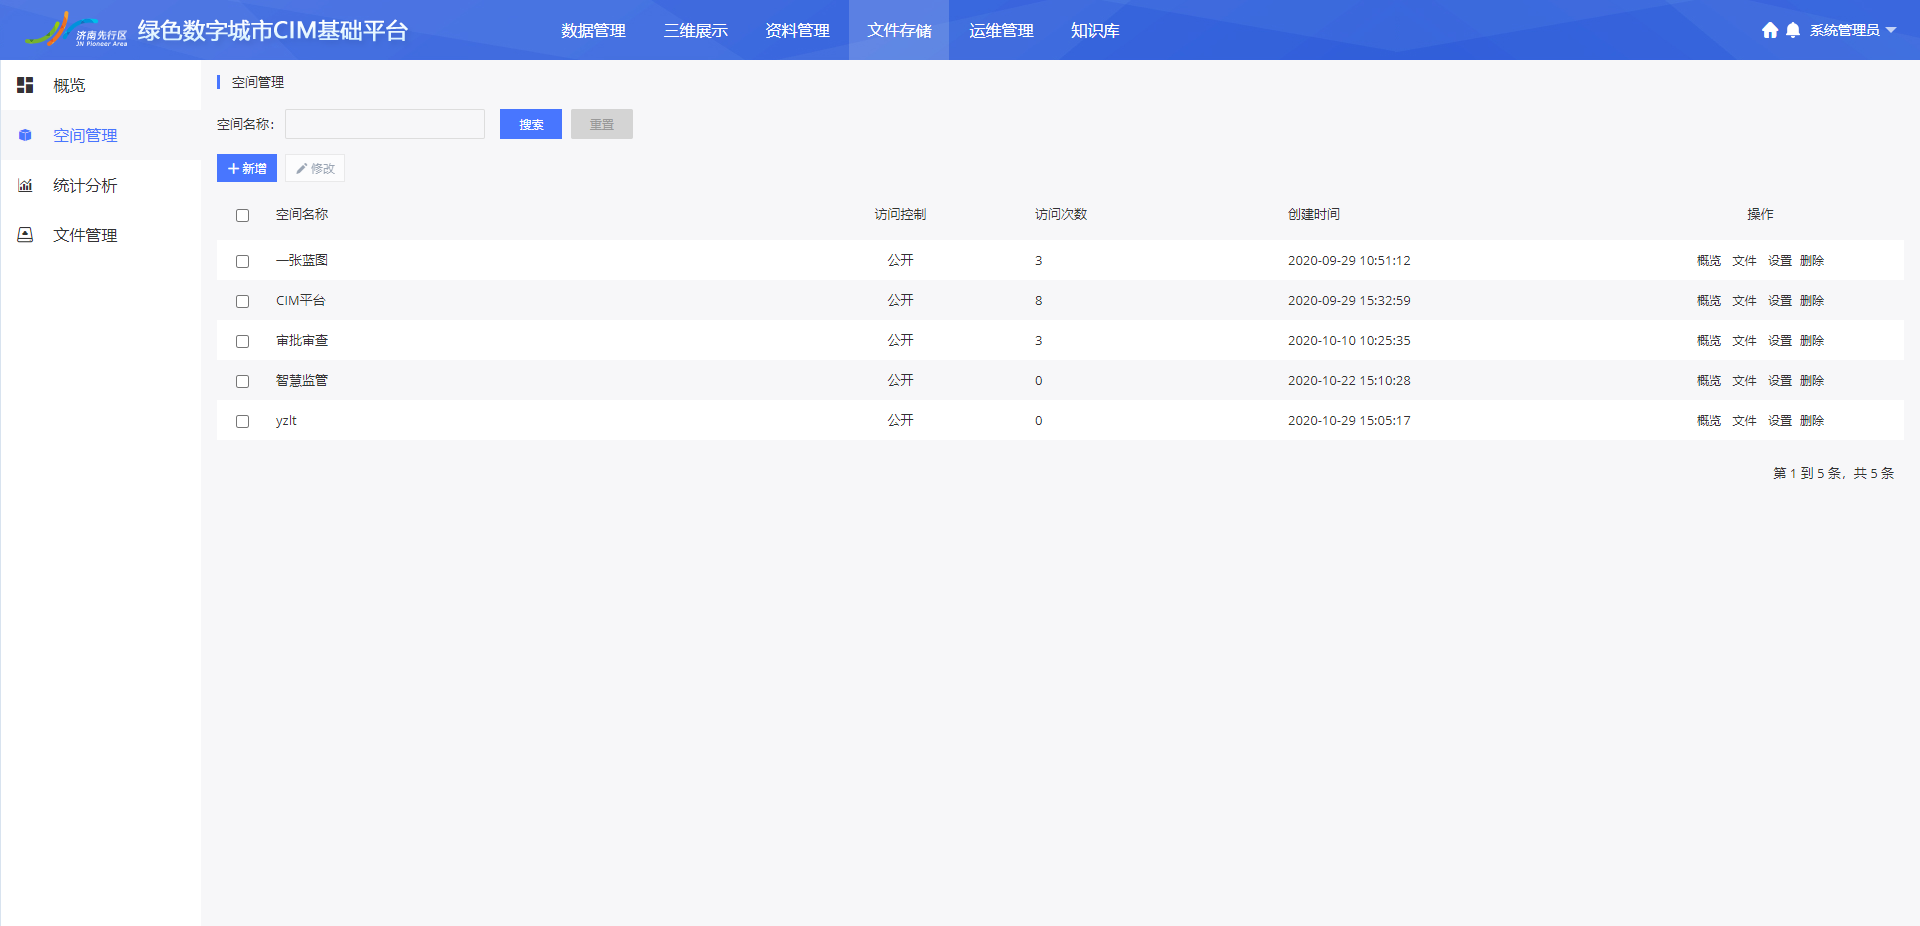 济南先行区
JN Pioneer Area
绿色数字城市CIM基础平台
数据管理 三维展示 资料管理 文件存储 运维管理 知识库
系统管理员
概览
空间管理
统计分析
文件管理
空间管理
空间名称: 搜索 重置
新增 修改
空间名称 访问控制 访问次数 创建时间 操作
一张蓝图 公开 3 2020-09-29 10:51:12 概览 文件 设置 删除
CIM平台 公开 8 2020-09-29 15:32:59 概览 文件 设置 删除
审批审查 公开 3 2020-10-10 10:25:35 概览 文件 设置 删除
智慧监管 公开 0 2020-10-22 15:10:28 概览 文件 设置 删除
yzlt 公开 0 2020-10-29 15:05:17 概览 文件 设置 删除
第 1 到 5 条，共 5 条